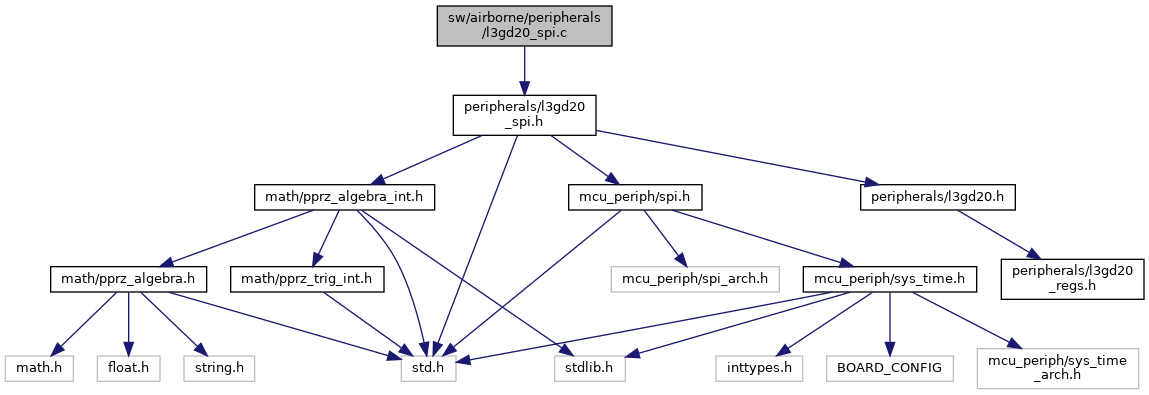 sw/airborne/peripherals
/l3gd20_spi.c
peripherals/l3gd20
_spi.h
math/pprz_algebra_int.h
mcu_periph/spi.h
peripherals/l3gd20.h
math/pprz_algebra.h
math/pprz_trig_int.h
mcu_periph/spi_arch.h
mcu_periph/sys_time.h
peripherals/l3gd20
_regs.h
math.h
float.h
string.h
std.h
stdlib.h
inttypes.h
BOARD_CONFIG
mcu_periph/sys_time
_arch.h